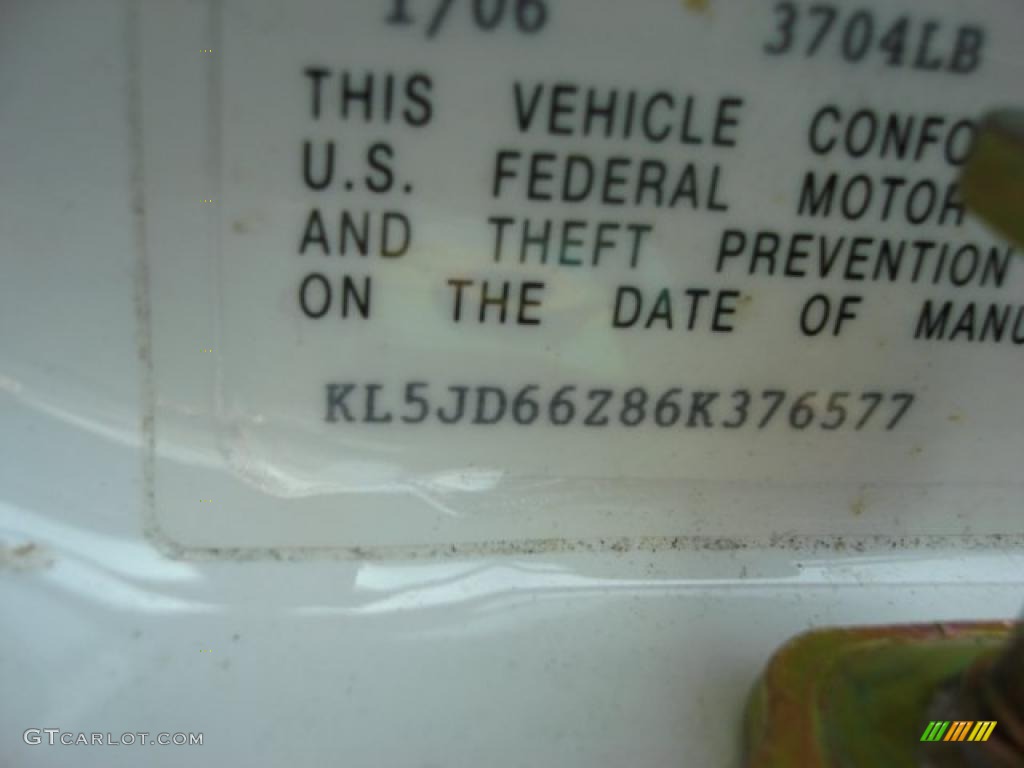 1/06 3704LB
THIS VEHICLE CONFO
U.S. FEDERAL MOTOR
AND THEFT PREVENTION
ON THE DATE OF MANU
KL5JD66Z86K376577
GTCARLOT.COM